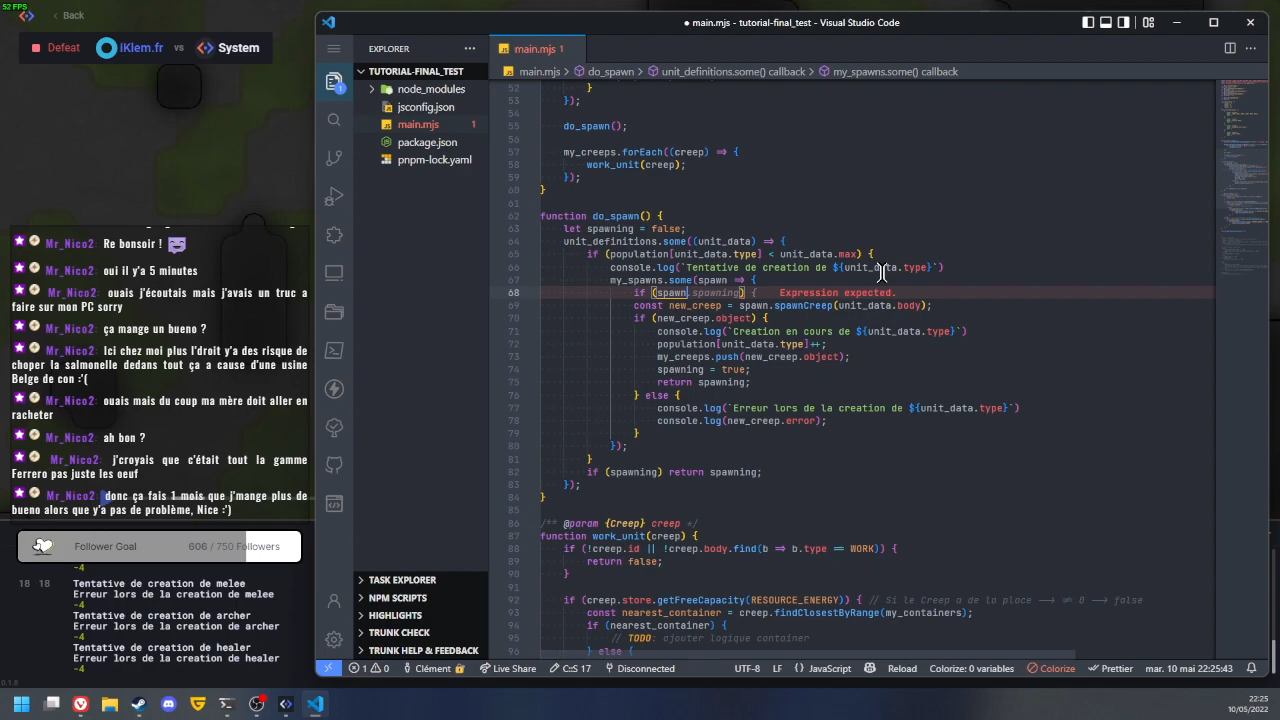 52 FPS
Back
Defeat
iKlem.fr
vs
System
Mr_Nico2: Re bonsoir !
Mr_Nico2: oui il y'a 5 minutes
Mr_Nico2: ouais j'écoutais mais j'avais un truc a
faire sur mon PC sorry
Mr_Nico2: ça mange un bueno ?
Mr_Nico2: Ici chez moi plus l'droit y'a des risque de
choper la salmonelle dedans tout ça a cause d'une usine
Belge de con :'(
Mr_Nico2: ouais mais du coup ma mère doit aller en
racheter
Mr_Nico2: ah bon ?
Mr_Nico2: j'croyais que c'était tout la gamme
Ferrero pas juste les oeuf
Mr_Nico2: donc ça fais 1 mois que j'mange plus de
bueno alors que y'a pas de problème, Nice :')
Follower Goal
606 / 750 Followers
-4
18 18 Tentative de creation de melee
Erreur lors de la creation de melee
-4
Tentative de creation de archer
Erreur lors de la creation de archer
-4
Tentative de creation de healer
Erreur lors de la creation de healer
-4
0.1.8
● main.mjs - tutorial-final_test - Visual Studio Code
EXPLORER
TUTORIAL-FINAL_TEST
node_modules
jsconfig.json
main.mjs 1
package.json
pnpm-lock.yaml
1
TASK EXPLORER
NPM SCRIPTS
HIGHLIGHTS
TRUNK CHECK
TRUNK HELP & FEEDBACK
main.mjs 1
main.mjs > do_spawn > unit_definitions.some() callback > my_spawns.some() callback
52 }
53 });
54
55 do_spawn();
56
57 my_creeps.forEach((creep) => {
58 work_unit(creep);
59 });
60 }
61
62 function do_spawn() {
63 let spawning = false;
64 unit_definitions.some((unit_data) => {
65 if (population[unit_data.type] < unit_data.max) {
66 console.log(`Tentative de creation de ${unit_data.type}`)
67 my_spawns.some(spawn => {
68 if (spawn.spawning) { Expression expected.
69 const new_creep = spawn.spawnCreep(unit_data.body);
70 if (new_creep.object) {
71 console.log(`Creation en cours de ${unit_data.type}`)
72 population[unit_data.type]++;
73 my_creeps.push(new_creep.object);
74 spawning = true;
75 return spawning;
76 } else {
77 console.log(`Erreur lors de la creation de ${unit_data.type}`)
78 console.log(new_creep.error);
79 }
80 });
81 }
82 if (spawning) return spawning;
83 });
84 }
85
86 /** @param {Creep} creep */
87 function work_unit(creep) {
88 if (!creep.id || !creep.body.find(b => b.type == WORK)) {
89 return false;
90 }
91
92 if (creep.store.getFreeCapacity(RESOURCE_ENERGY)) { // Si le Creep a de la place --> != 0 --> false
93 const nearest_container = creep.findClosestByRange(my_containers);
94 if (nearest_container) {
95 // TODO: ajouter logique container
96 } else {
1 0
Clément
Live Share
C:S 17
Disconnected
UTF-8
LF
JavaScript
Reload
Colorize: 0 variables
Colorize
Prettier
mar. 10 mai 22:25:43
22:25
10/05/2022